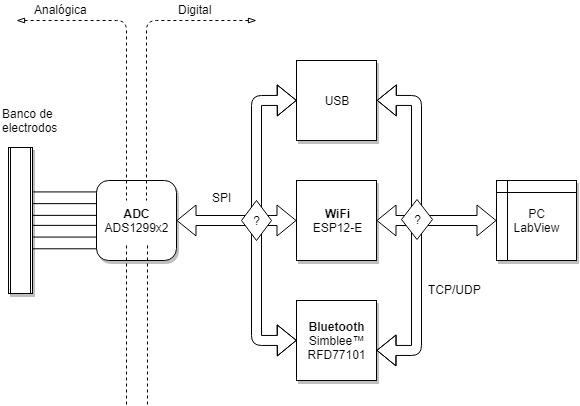 Analógica
Digital
Banco de
electrodos
ADC
ADS1299x2
SPI
?
USB
WiFi
ESP12-E
Bluetooth
Simblee™
RFD77101
?
TCP/UDP
PC
LabView